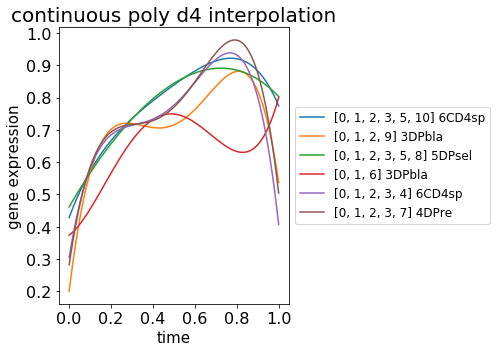 continuous poly d4 interpolation
gene expression
1.0
0.9
0.8
0.7
0.6
0.5
0.4
0.3
0.2
0.0 0.2 0.4 0.6 0.8 1.0
time
[0, 1, 2, 3, 5, 10] 6CD4sp
[0, 1, 2, 9] 3DPbla
[0, 1, 2, 3, 5, 8] 5DPsel
[0, 1, 6] 3DPbla
[0, 1, 2, 3, 4] 6CD4sp
[0, 1, 2, 3, 7] 4DPre